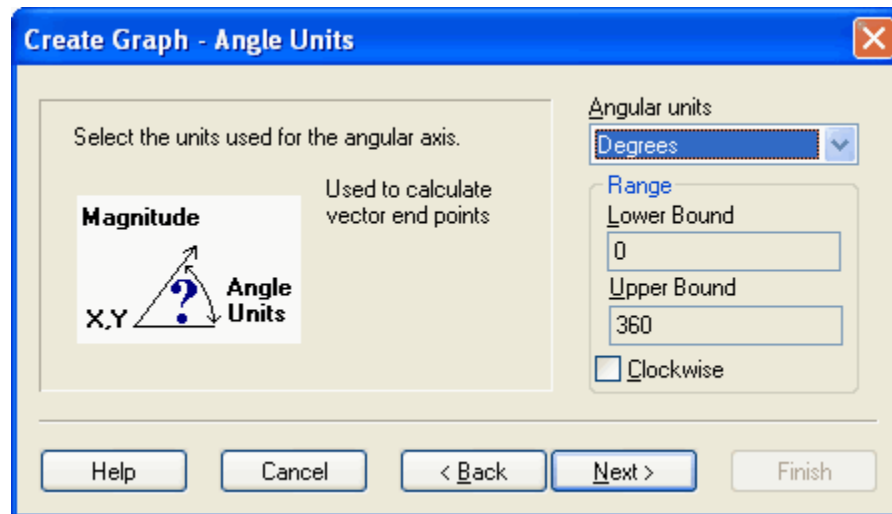 Create Graph - Angle Units
Select the units used for the angular axis.
Used to calculate
vector end points
Magnitude
?
X,Y
Angle
Units
Angular units
Degrees
Range
Lower Bound
0
Upper Bound
360
Clockwise
Help
Cancel
< Back
Next >
Finish